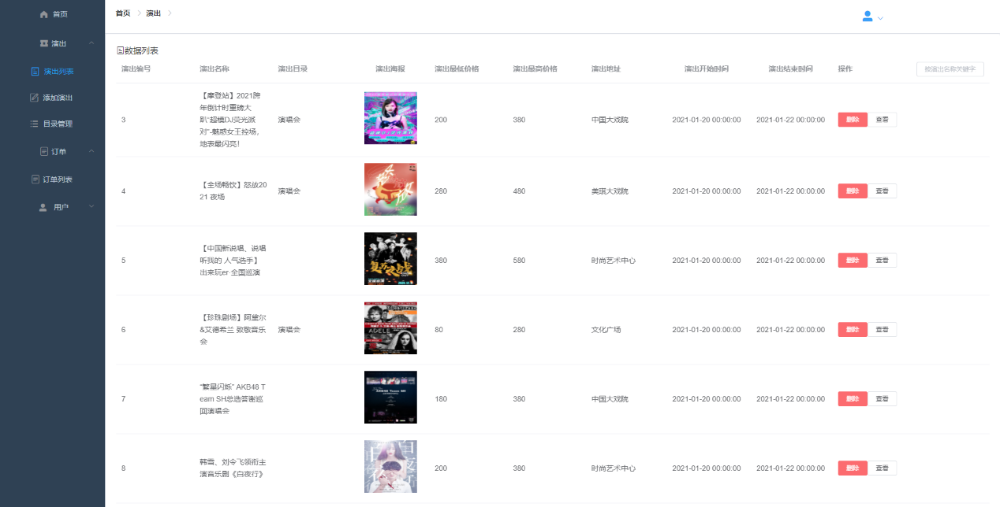 首页
演出
演出列表
添加演出
目录管理
订单
订单列表
用户
首页 演出
数据列表
演出编号 演出名称 演出目录 演出海报 演出最低价格 演出最高价格 演出地址 演出开始时间 演出结束时间 操作 按演出名称关键字
【摩登站】2021跨
年倒计时重磅大
趴“超模DJ荧光派
对”-魅惑女王控场，
地表最闪亮！
3 演唱会 200 380 中国大戏院 2021-01-20 00:00:00 2021-01-22 00:00:00 删除 查看
【全场畅饮】怒放20
21 夜场
4 演唱会 280 480 美琪大戏院 2021-01-20 00:00:00 2021-01-22 00:00:00 删除 查看
【中国新说唱、说唱
听我的 人气选手】
出来玩er·全国巡演
5 380 580 时尚艺术中心 2021-01-20 00:00:00 2021-01-22 00:00:00 删除 查看
【珍珠剧场】阿黛尔
&艾德希兰 致敬音乐
会
6 演唱会 80 280 文化广场 2021-01-20 00:00:00 2021-01-22 00:00:00 删除 查看
ADELE
“繁星闪烁” AKB48 T
eam SH总选答谢巡
回演唱会
7 180 380 中国大戏院 2021-01-20 00:00:00 2021-01-22 00:00:00 删除 查看
韩雪、刘令飞领衔主
演音乐剧《白夜行》
8 200 380 时尚艺术中心 2021-01-20 00:00:00 2021-01-22 00:00:00 删除 查看